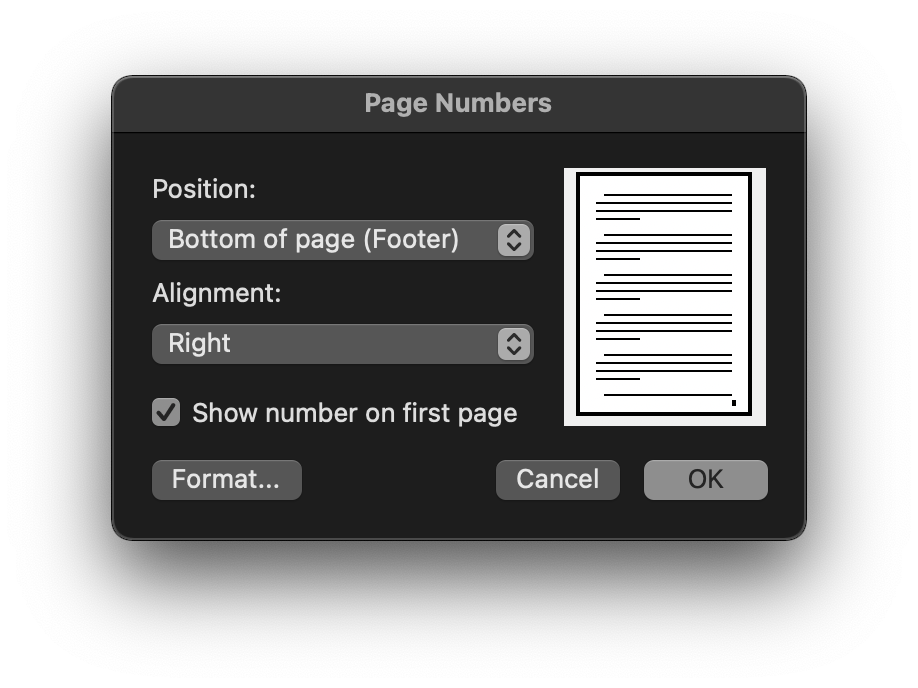 Page Numbers
Position:
Bottom of page (Footer)
Alignment:
Right
Show number on first page
Format...
Cancel
OK